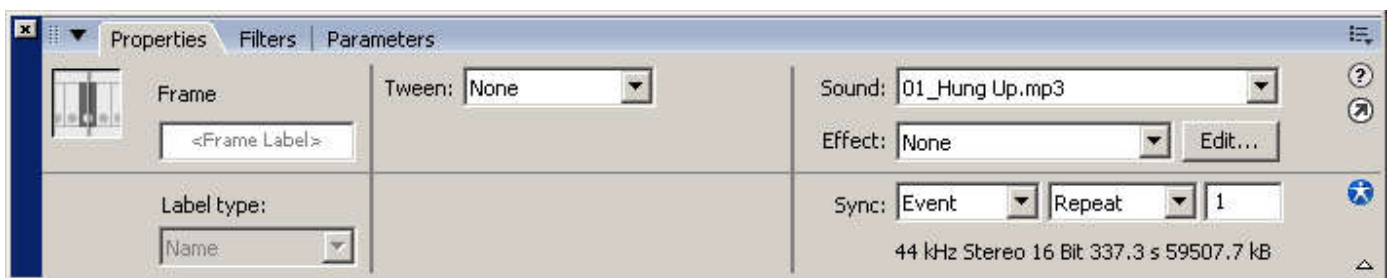 Properties Filters Parameters
Frame Tween: None Sound: 01_Hung Up.mp3
<Frame Label> Effect: None Edit...
Label type: Sync: Event Repeat 1
Name 44 kHz Stereo 16 Bit 337.3 s 59507.7 kB